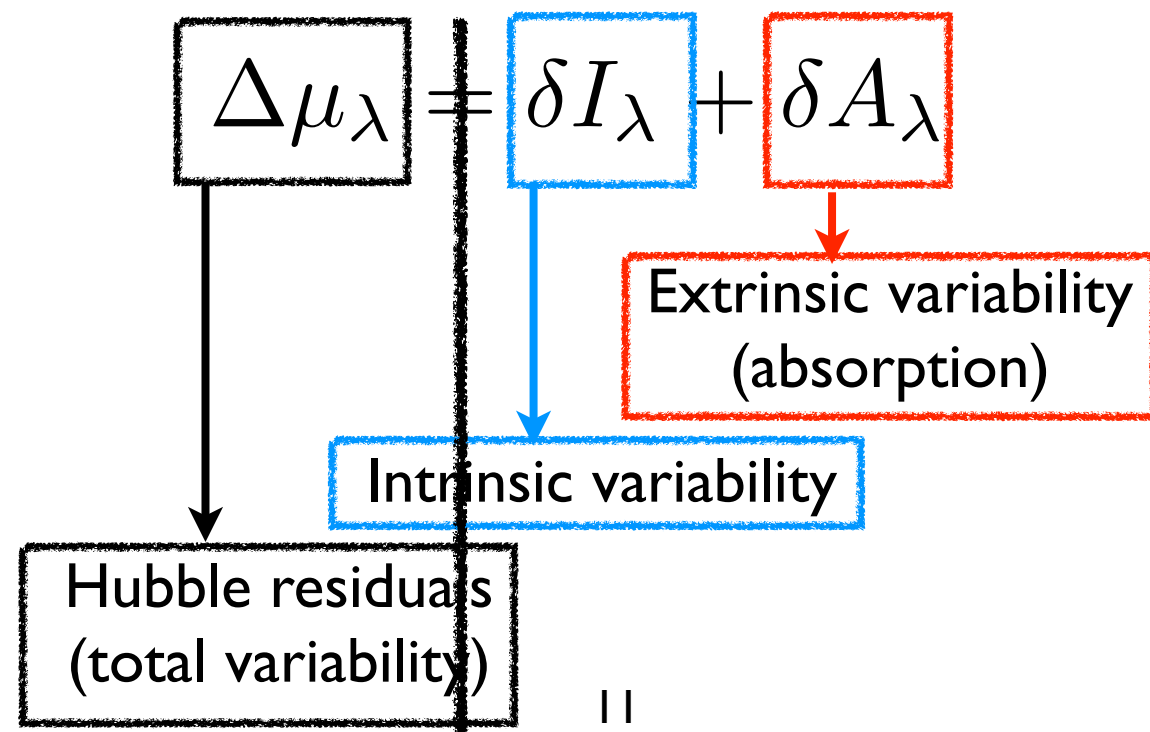 Δμ_λ = δI_λ + δA_λ
Extrinsic variability
(absorption)
Intrinsic variability
Hubble residuals
(total variability)
11